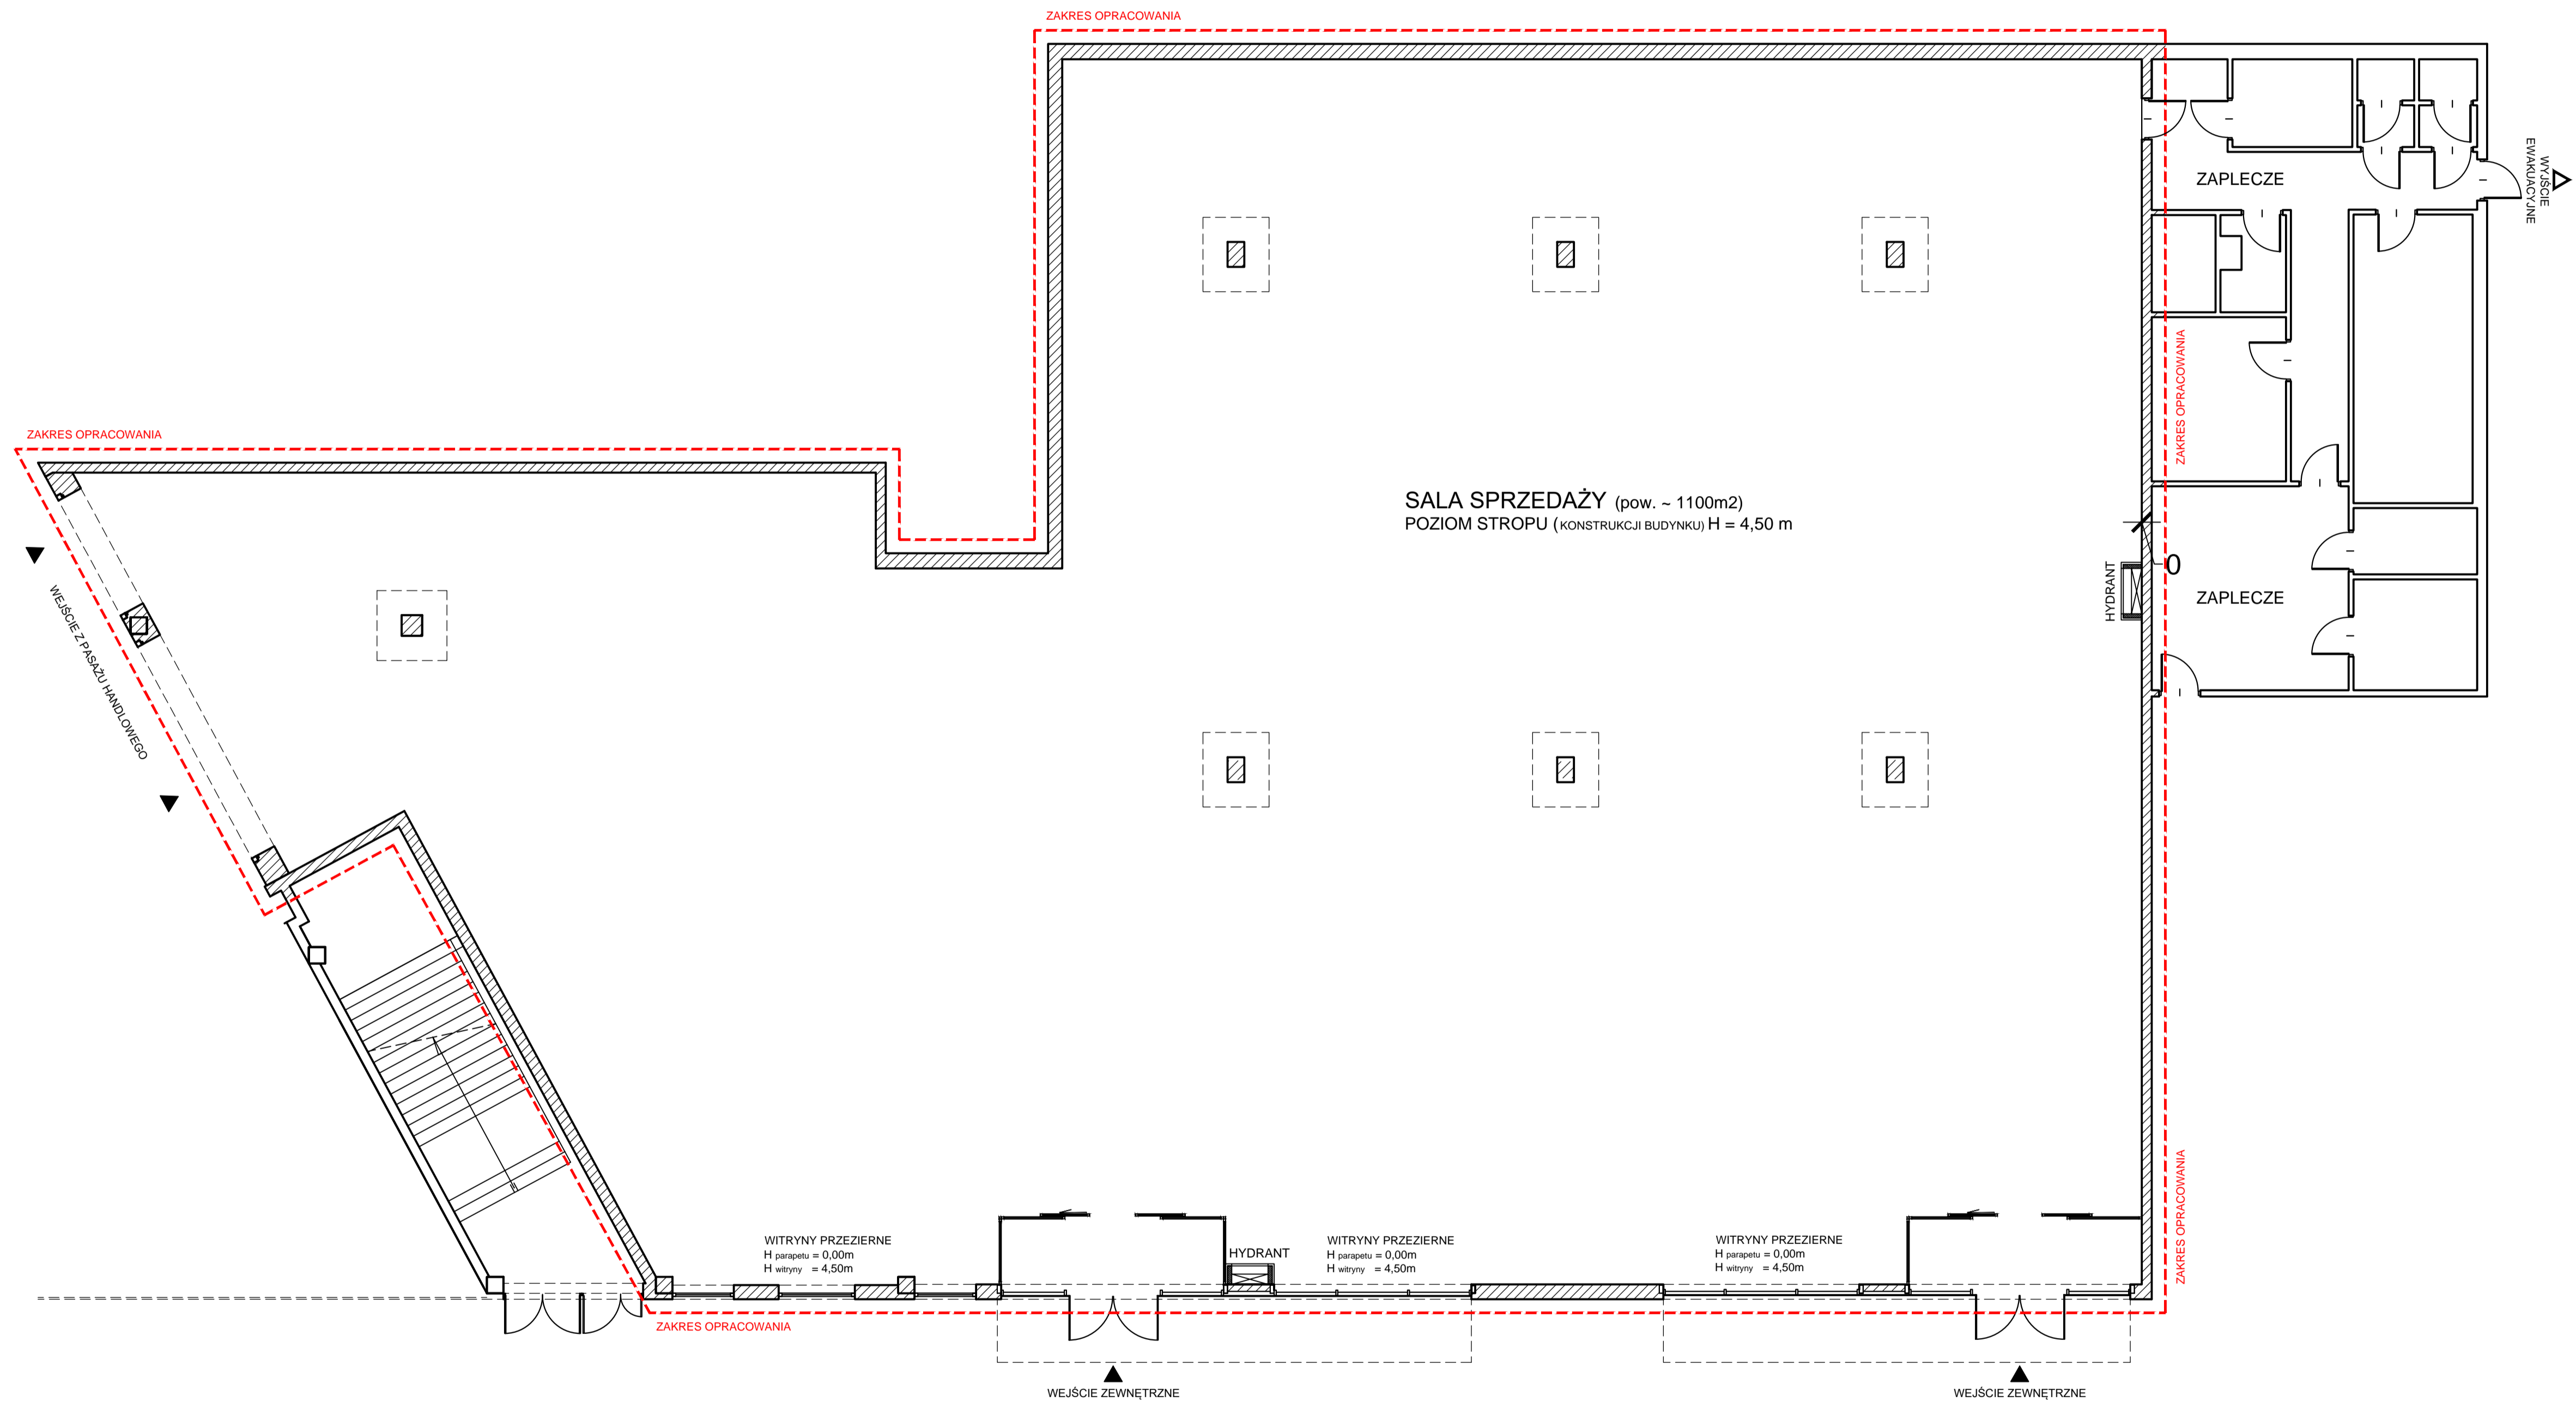 ZAKRES OPRACOWANIA
WYJŚCIE
EWAKUACYJNE
ZAPLECZE
ZAKRES OPRACOWANIA
ZAKRES OPRACOWANIA
SALA SPRZEDAŻY (pow. ~ 1100m2)
POZIOM STROPU (KONSTRUKCJI BUDYNKU) H = 4,50 m
0
HYDRANT
ZAPLECZE
WEJŚCIE Z PASAŻU HANDLOWEGO
ZAKRES OPRACOWANIA
WITRYNY PRZEZIERNE
H parapetu = 0,00m
H witryny = 4,50m
HYDRANT
WITRYNY PRZEZIERNE
H parapetu = 0,00m
H witryny = 4,50m
WITRYNY PRZEZIERNE
H parapetu = 0,00m
H witryny = 4,50m
ZAKRES OPRACOWANIA
WEJŚCIE ZEWNĘTRZNE
WEJŚCIE ZEWNĘTRZNE